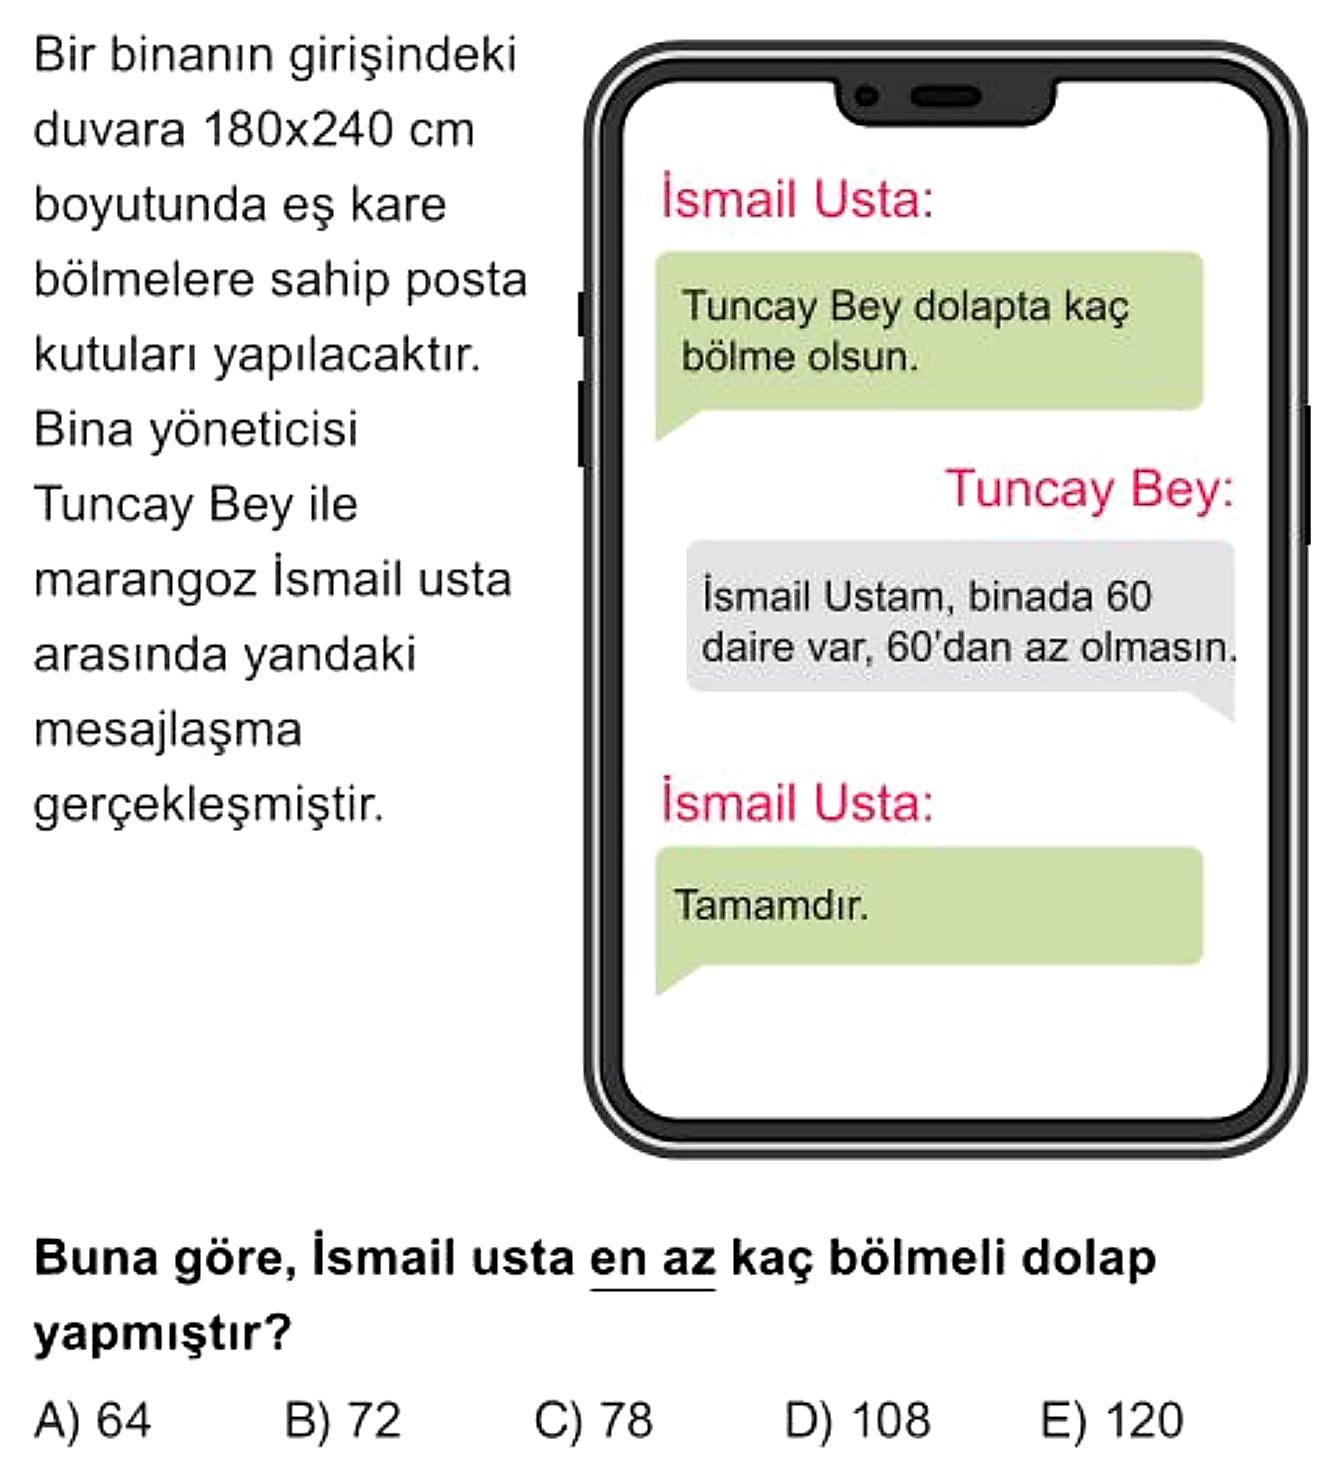 Bir binanın girişindeki
duvara 180x240 cm
boyutunda eş kare
bölmelere sahip posta
kutuları yapılacaktır.
Bina yöneticisi
Tuncay Bey ile
marangoz İsmail usta
arasında yandaki
mesajlaşma
gerçekleşmiştir.
İsmail Usta:
Tuncay Bey dolapta kaç
bölme olsun.
Tuncay Bey:
İsmail Ustam, binada 60
daire var, 60'dan az olmasın.
İsmail Usta:
Tamamdır.
Buna göre, İsmail usta en az kaç bölmeli dolap
yapmıştır?
A) 64 B) 72 C) 78 D) 108 E) 120